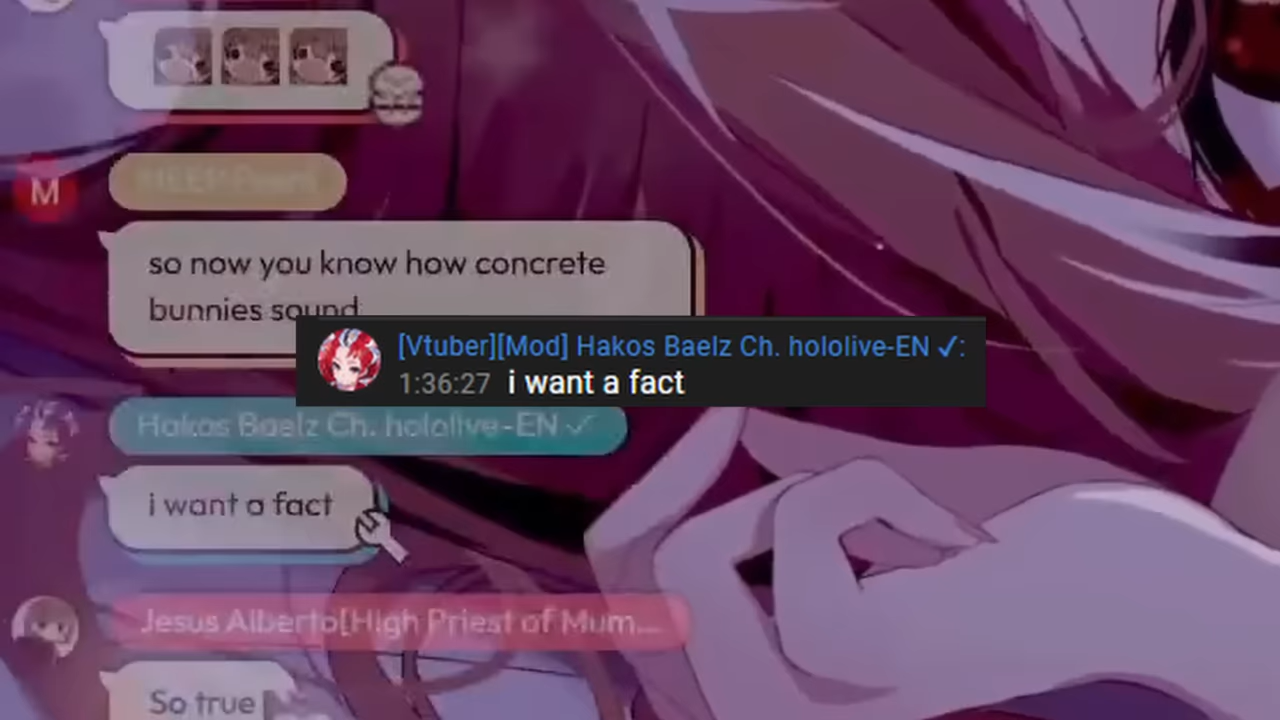 M
so now you know how concrete
bunnies sound
[Vtuber][Mod] Hakos Baelz Ch. hololive-EN ✓:
1:36:27 i want a fact
Hakos Baelz Ch. hololive-EN ✓
i want a fact
Jesus Alberto[High Priest of Mum...
So true